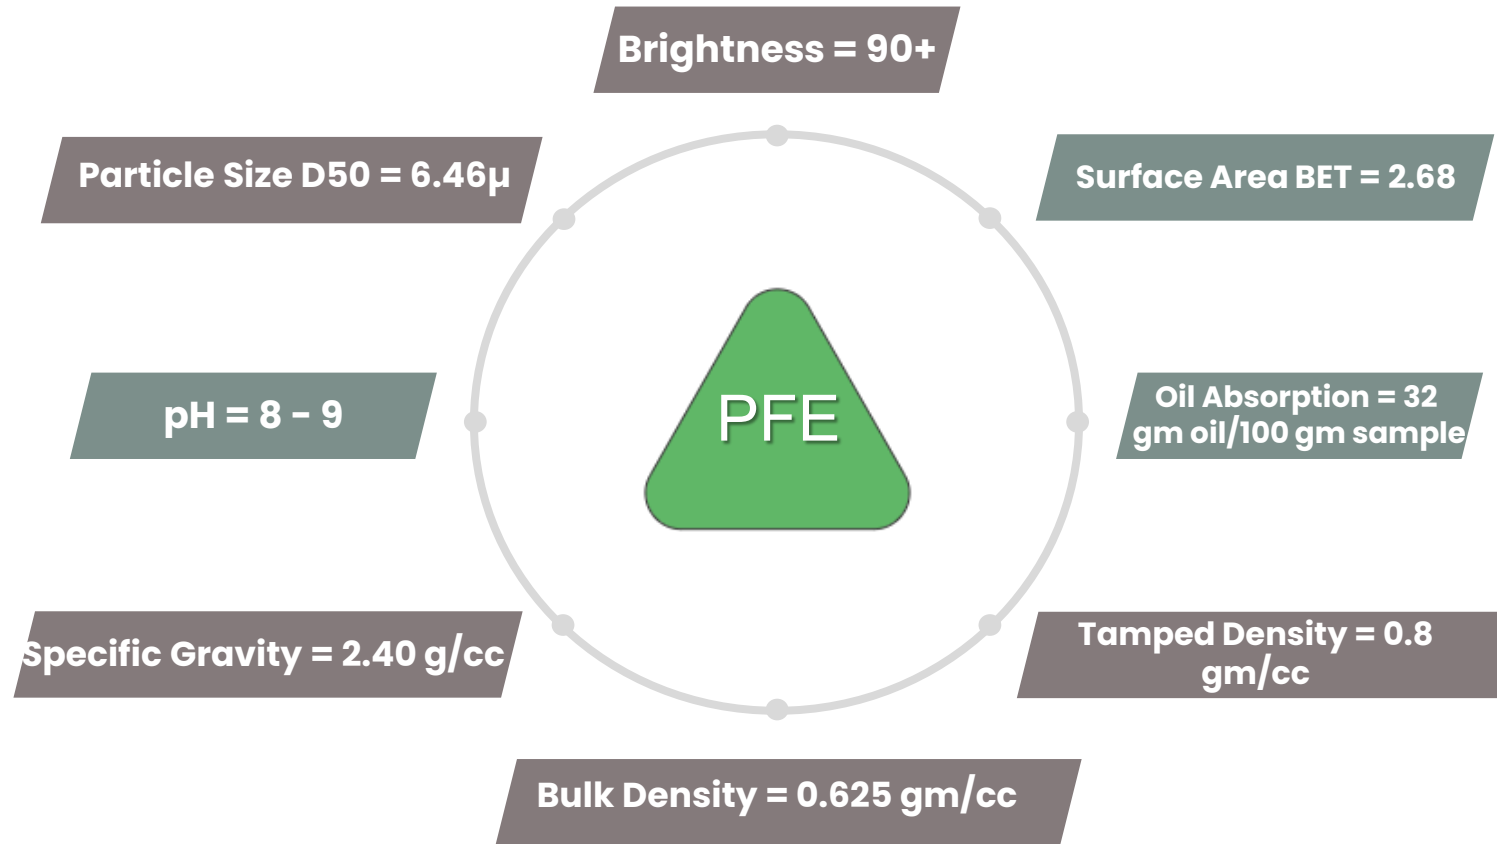 Brightness = 90+
Particle Size D50 = 6.46µ
Surface Area BET = 2.68
pH = 8 - 9
PFE
Oil Absorption = 32
gm oil/100 gm sample
Specific Gravity = 2.40 g/cc
Tamped Density = 0.8
gm/cc
Bulk Density = 0.625 gm/cc